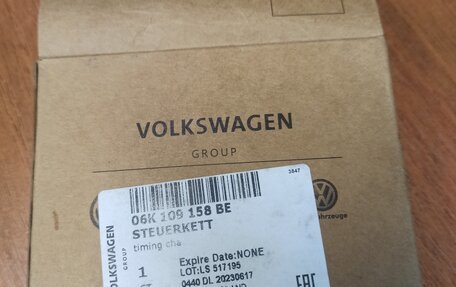 VOLKSWAGEN
GROUP
3847
06K 109 158 BE
STEUERKETT
timing cha
1
Expire Date:NONE
LOT:LS 517195
0440 DL 20230617
VOLKSWAGEN
GROUP
EAC